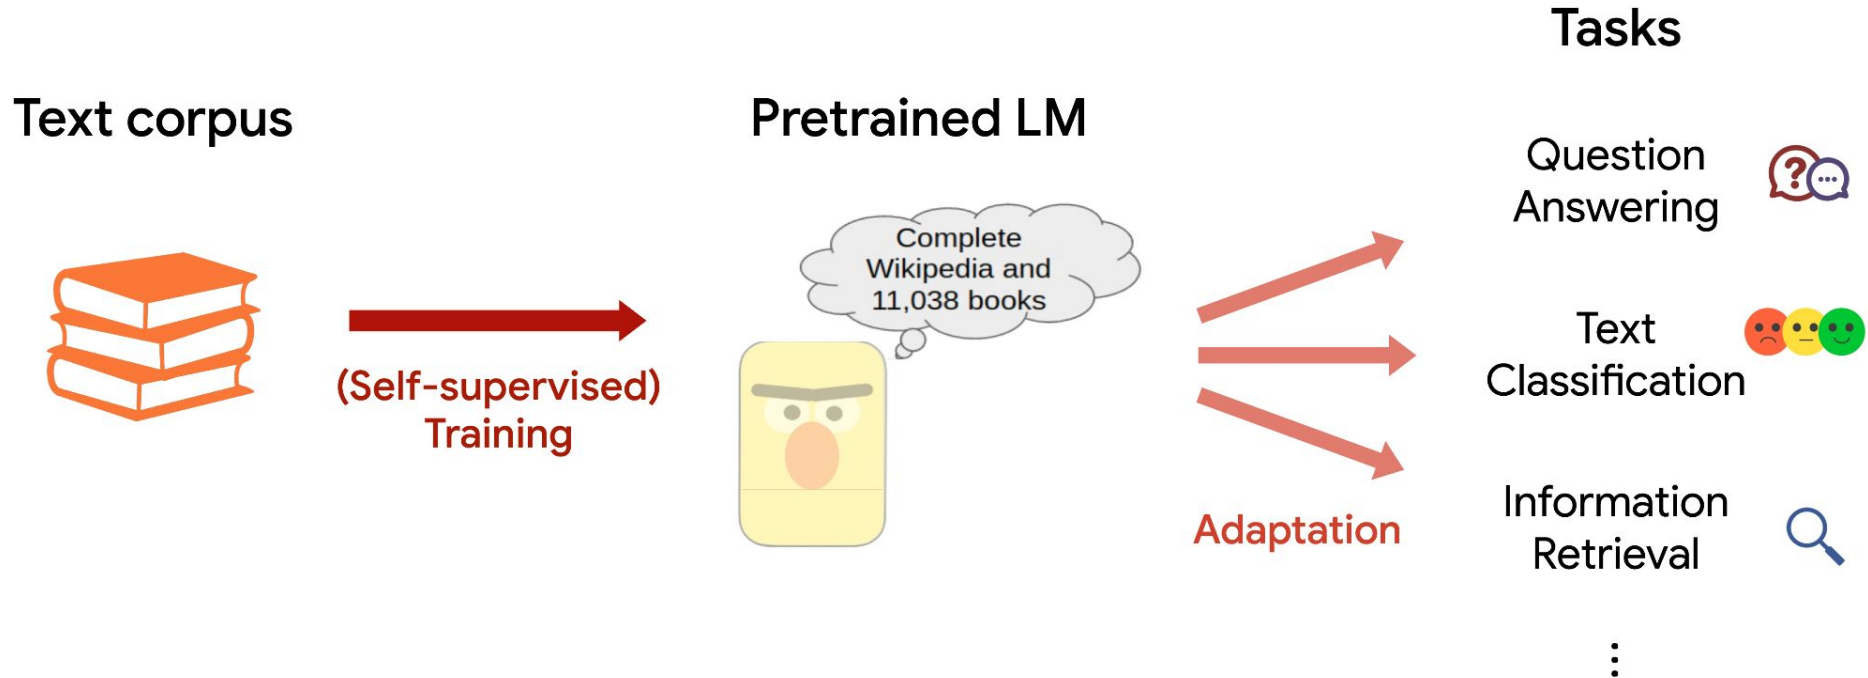 Text corpus
(Self-supervised)
Training
Pretrained LM
Complete
Wikipedia and
11,038 books
Adaptation
Tasks
Question
Answering
?
Text
Classification
Information
Retrieval
⋮